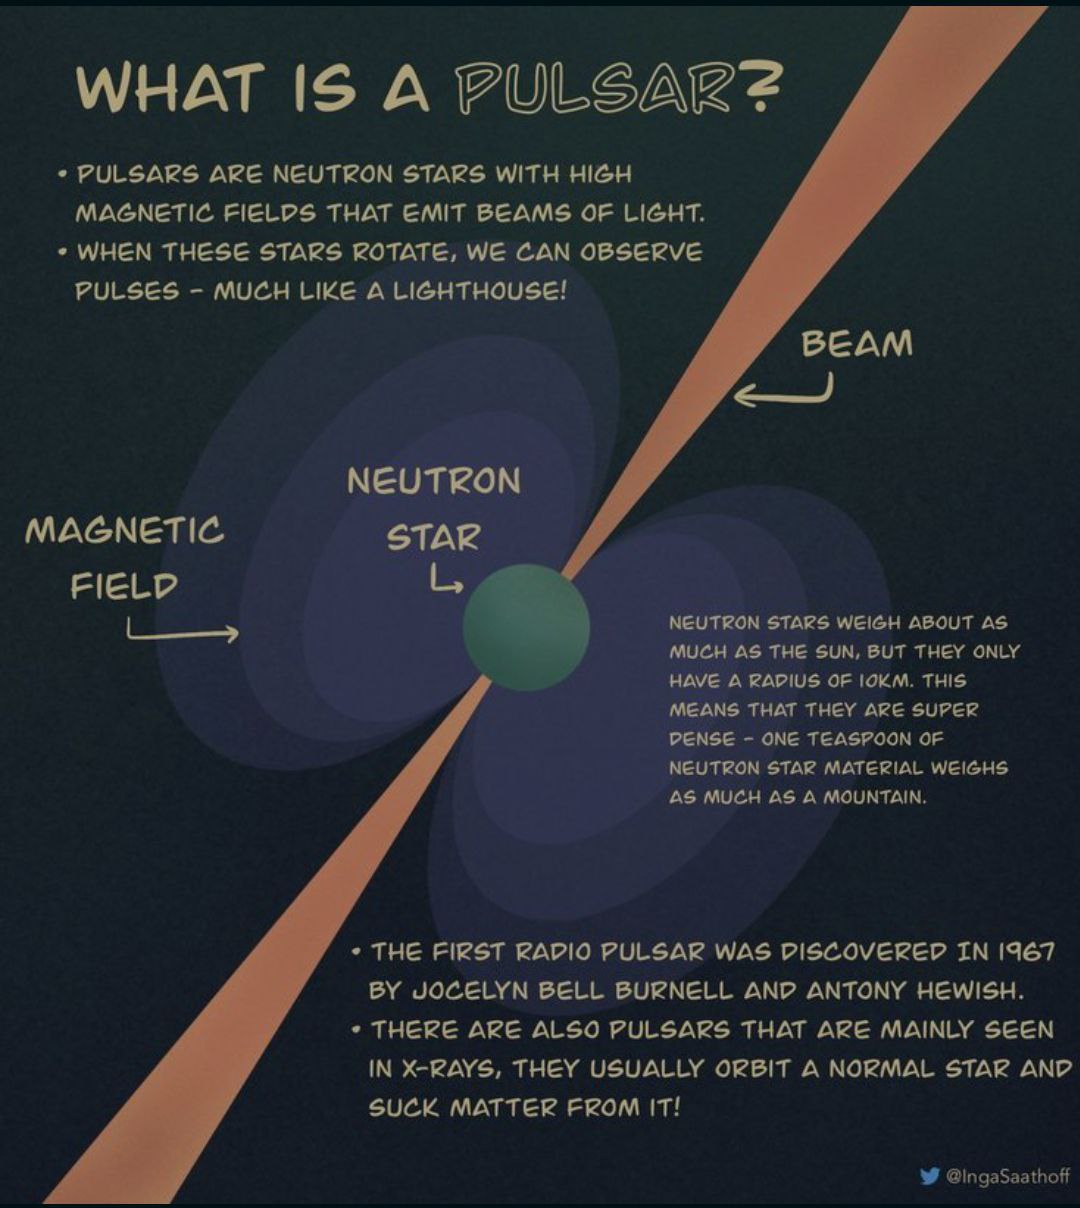 WHAT IS A PULSAR?
• PULSARS ARE NEUTRON STARS WITH HIGH
MAGNETIC FIELDS THAT EMIT BEAMS OF LIGHT.
• WHEN THESE STARS ROTATE, WE CAN OBSERVE
PULSES - MUCH LIKE A LIGHTHOUSE!
BEAM
NEUTRON
STAR
MAGNETIC
FIELD
NEUTRON STARS WEIGH ABOUT AS
MUCH AS THE SUN, BUT THEY ONLY
HAVE A RADIUS OF 10KM. THIS
MEANS THAT THEY ARE SUPER
DENSE - ONE TEASPOON OF
NEUTRON STAR MATERIAL WEIGHS
AS MUCH AS A MOUNTAIN.
• THE FIRST RADIO PULSAR WAS DISCOVERED IN 1967
BY JOCELYN BELL BURNELL AND ANTONY HEWISH.
• THERE ARE ALSO PULSARS THAT ARE MAINLY SEEN
IN X-RAYS, THEY USUALLY ORBIT A NORMAL STAR AND
SUCK MATTER FROM IT!
@IngaSaathoff